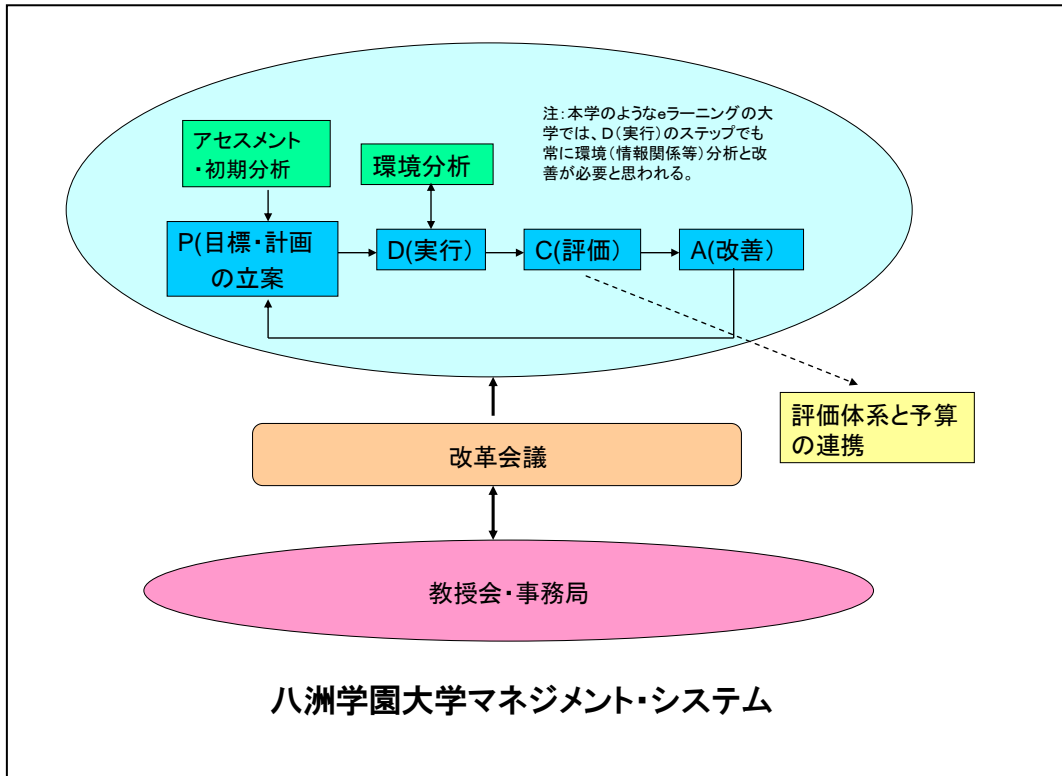 注：本学のようなeラーニングの大
学では、D（実行）のステップでも
常に環境（情報関係等）分析と改
善が必要と思われる。
アセスメント
・初期分析
環境分析
P(目標・計画
の立案
D(実行）
C(評価）
A(改善）
評価体系と予算
の連携
改革会議
教授会・事務局
八洲学園大学マネジメント・システム